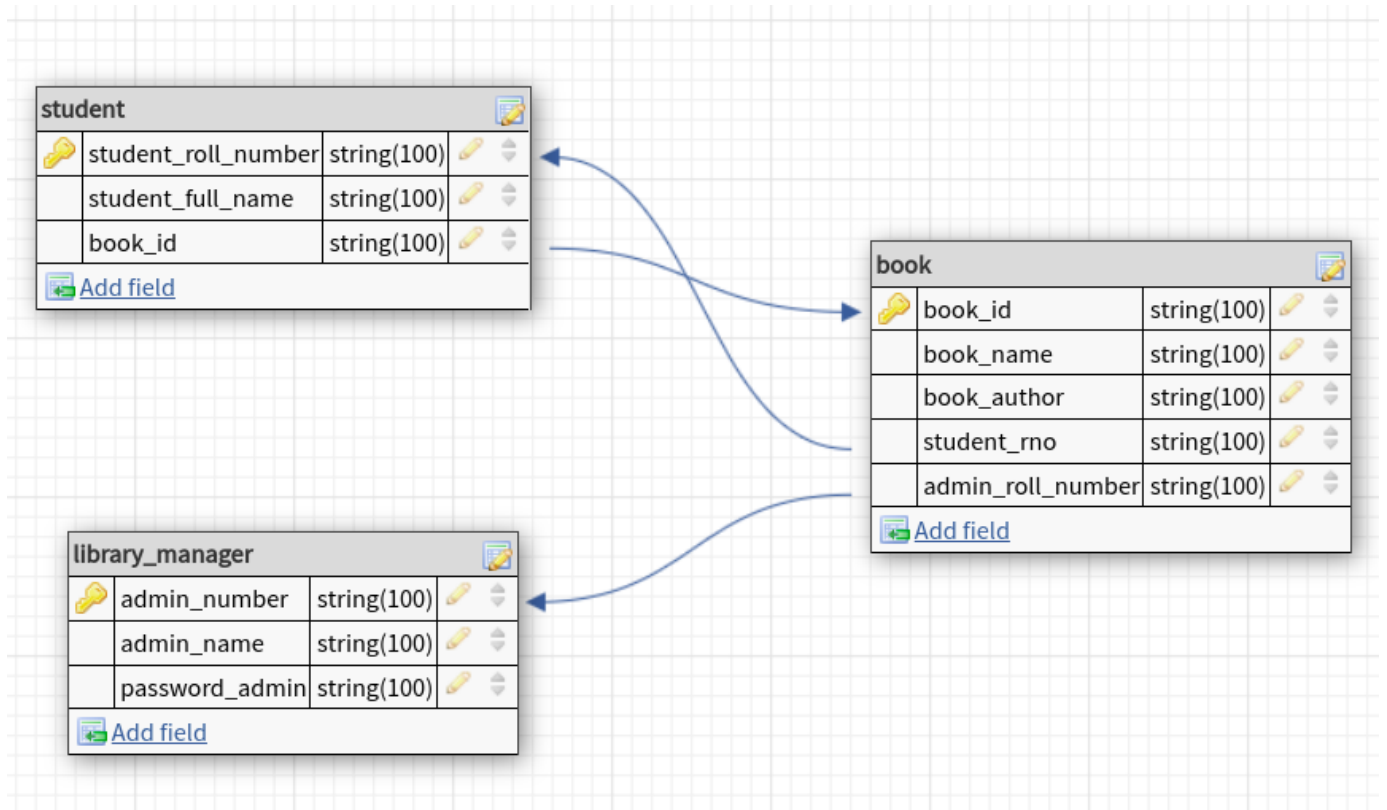 student
student_roll_number string(100)
student_full_name string(100)
book_id string(100)
Add field
book
book_id string(100)
book_name string(100)
book_author string(100)
student_rno string(100)
admin_roll_number string(100)
Add field
library_manager
admin_number string(100)
admin_name string(100)
password_admin string(100)
Add field